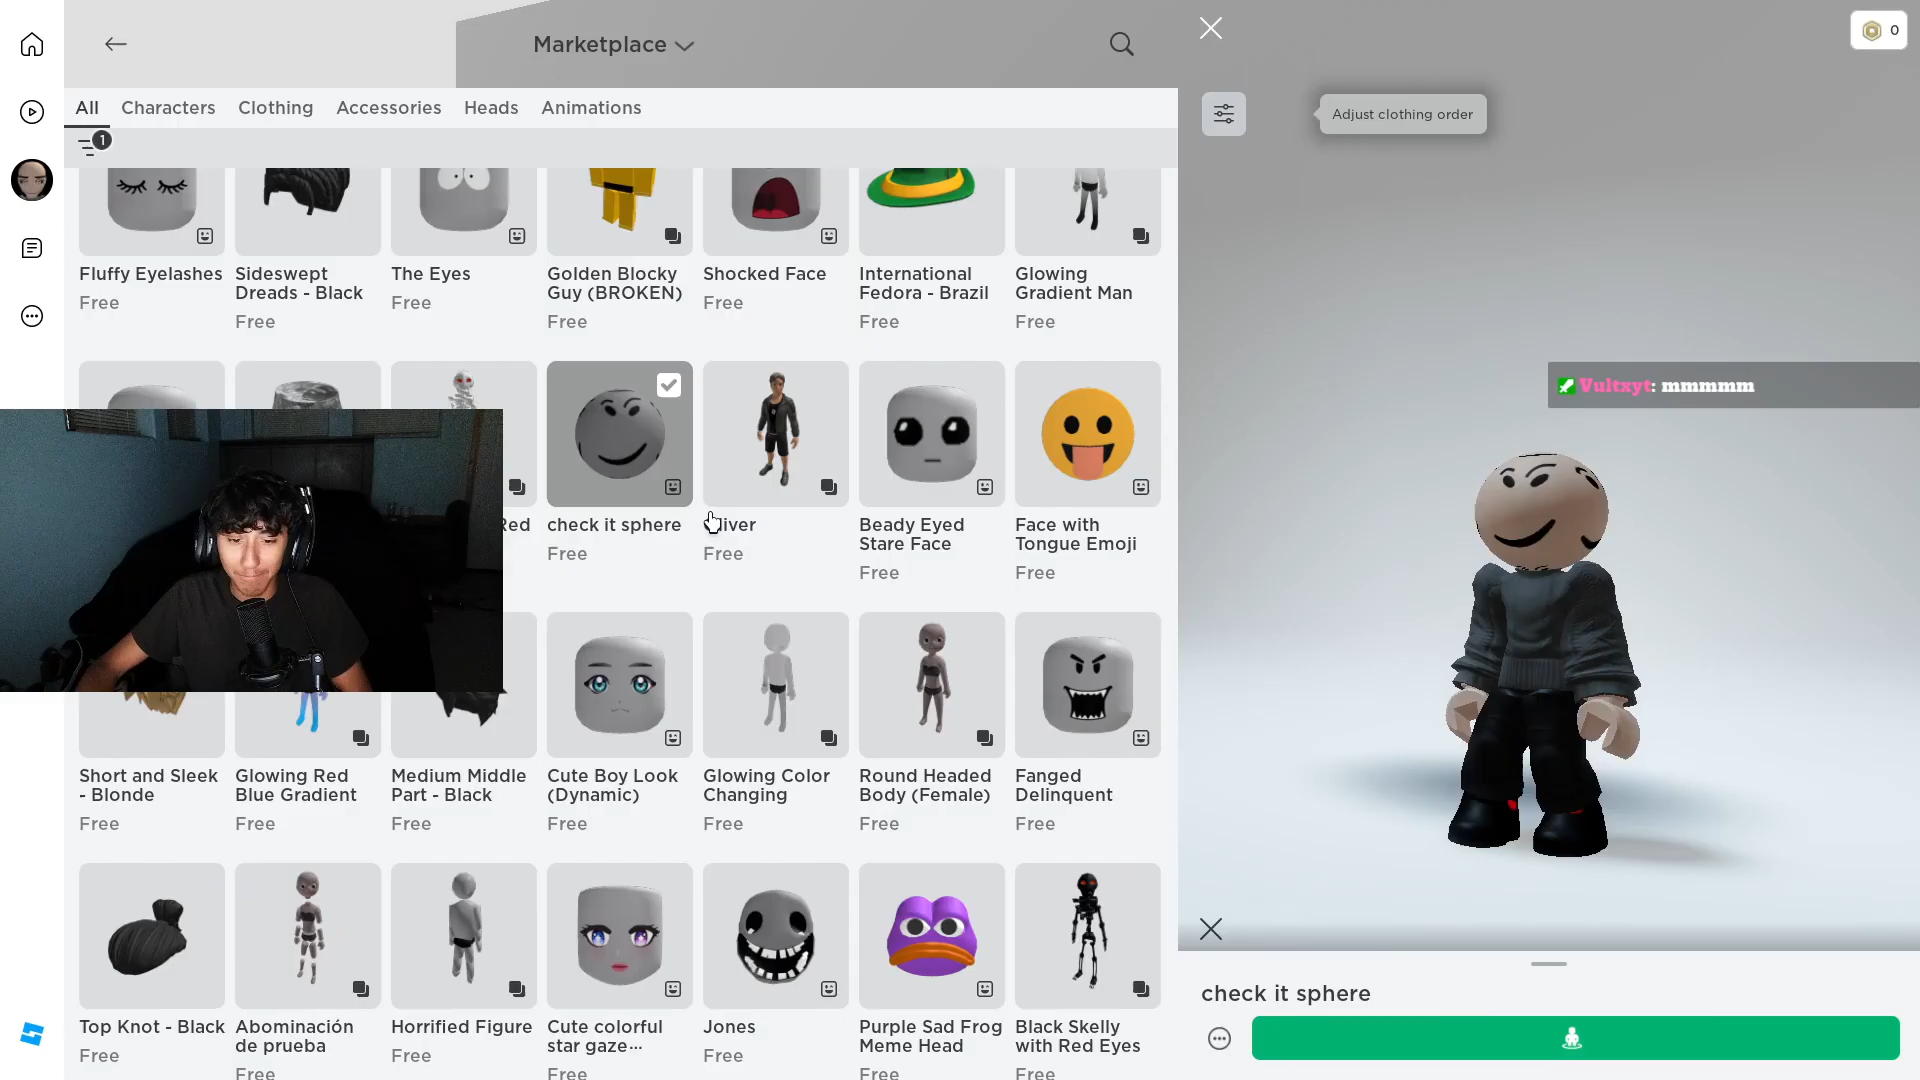 Marketplace
0
All Characters Clothing Accessories Heads Animations
1
Adjust clothing order
Fluffy Eyelashes
Free
Sideswept
Dreads - Black
Free
The Eyes
Free
Golden Blocky
Guy (BROKEN)
Free
Shocked Face
Free
International
Fedora - Brazil
Free
Glowing
Gradient Man
Free
Vultxyt: mmmmm
Red
check it sphere
Free
liver
Free
Beady Eyed
Stare Face
Free
Face with
Tongue Emoji
Free
Short and Sleek
- Blonde
Free
Glowing Red
Blue Gradient
Free
Medium Middle
Part - Black
Free
Cute Boy Look
(Dynamic)
Free
Glowing Color
Changing
Free
Round Headed
Body (Female)
Free
Fanged
Delinquent
Free
Top Knot - Black
Free
Abominación
de prueba
Free
Horrified Figure
Free
Cute colorful
star gaze...
Free
Jones
Free
Purple Sad Frog
Meme Head
Free
Black Skelly
with Red Eyes
Free
check it sphere